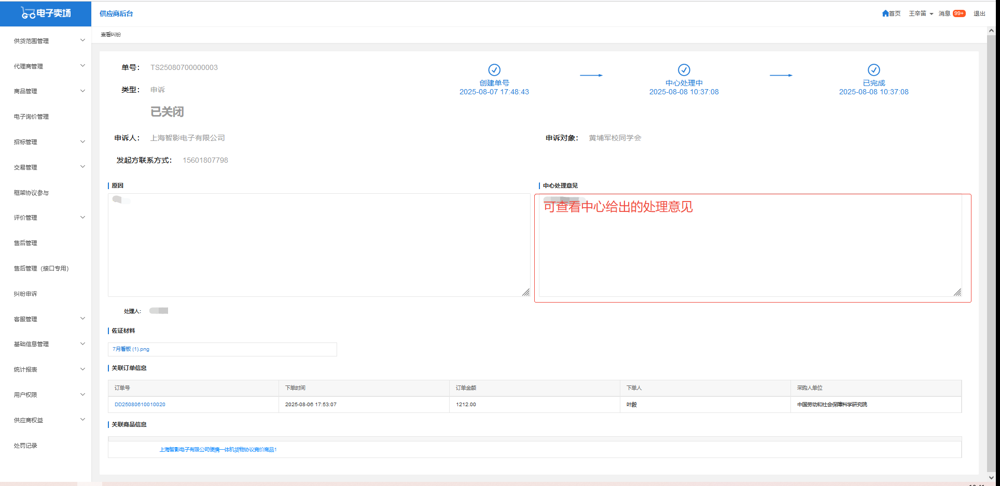 电子卖场
供应商后台
首页
王辛笛
消息 99+
退出
查看纠纷
供货范围管理
代理商管理
商品管理
电子询价管理
招标管理
交易管理
框架协议参与
评价管理
售后管理
售后管理（接口专用）
纠纷申诉
客服管理
基础信息管理
统计报表
用户权限
供应商权益
处罚记录
单号： TS25080700000003
类型： 申诉
已关闭
创建单号
2025-08-07 17:48:43
中心处理中
2025-08-08 10:37:08
已完成
2025-08-08 10:37:08
申诉人： 上海智影电子有限公司
申诉对象： 黄埔军校同学会
发起方联系方式： 15601807798
原因
中心处理意见
可查看中心给出的处理意见
处理人：
佐证材料
7月看板 (1).png
关联订单信息
订单号 下单时间 订单金额 下单人 采购人单位
DD25080610010020 2025-08-06 17:53:07 1212.00 叶毅 中国劳动和社会保障科学研究院
关联商品信息
上海智影电子有限公司便携一体机货物协议竞价商品1